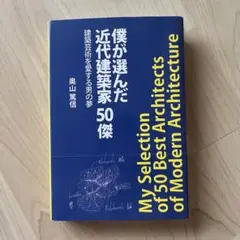 僕が選んだ
近代建築家50傑
建築芸術を愛する男の夢
奥山篤信
My Selection
of 50 Best Architects
of Modern Architecture